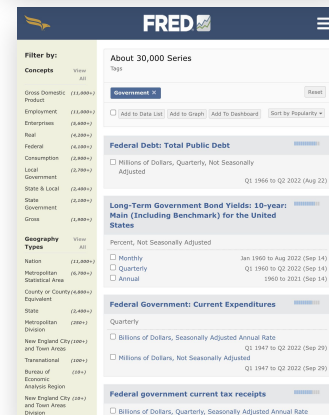 FRED
Filter by:
Concepts View All
Gross Domestic Product (11,000+)
Employment (11,000+)
Enterprises (6,600+)
Real (4,200+)
Federal (4,100+)
Consumption (2,900+)
Local Government (2,700+)
State & Local (2,400+)
State Government (2,100+)
Gross (1,900+)
Geography Types View All
Nation (11,000+)
Metropolitan Statistical Area (6,700+)
County or County Equivalent (4,800+)
State (2,400+)
Metropolitan Division (200+)
New England City and Town Areas (100+)
Transnational (100+)
Bureau of Economic Analysis Region (10+)
New England City and Town Areas Division (10+)
About 30,000 Series
Tags
Government ×
Reset
Add to Data List Add to Graph Add To Dashboard Sort by Popularity
Federal Debt: Total Public Debt
Millions of Dollars, Quarterly, Not Seasonally
Adjusted
Q1 1966 to Q2 2022 (Aug 22)
Long-Term Government Bond Yields: 10-year:
Main (Including Benchmark) for the United
States
Percent, Not Seasonally Adjusted
Monthly Jan 1960 to Aug 2022 (Sep 14)
Quarterly Q1 1960 to Q2 2022 (Sep 14)
Annual 1960 to 2021 (Sep 14)
Federal Government: Current Expenditures
Quarterly
Billions of Dollars, Seasonally Adjusted Annual Rate
Q1 1947 to Q2 2022 (Sep 29)
Millions of Dollars, Not Seasonally Adjusted
Q1 1947 to Q2 2022 (Sep 29)
Federal government current tax receipts
Billions of Dollars, Quarterly, Seasonally Adjusted Annual Rate